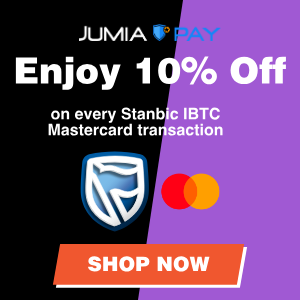 JUMIA PAY
Enjoy 10% Off
on every Stanbic IBTC
Mastercard transaction
SHOP NOW